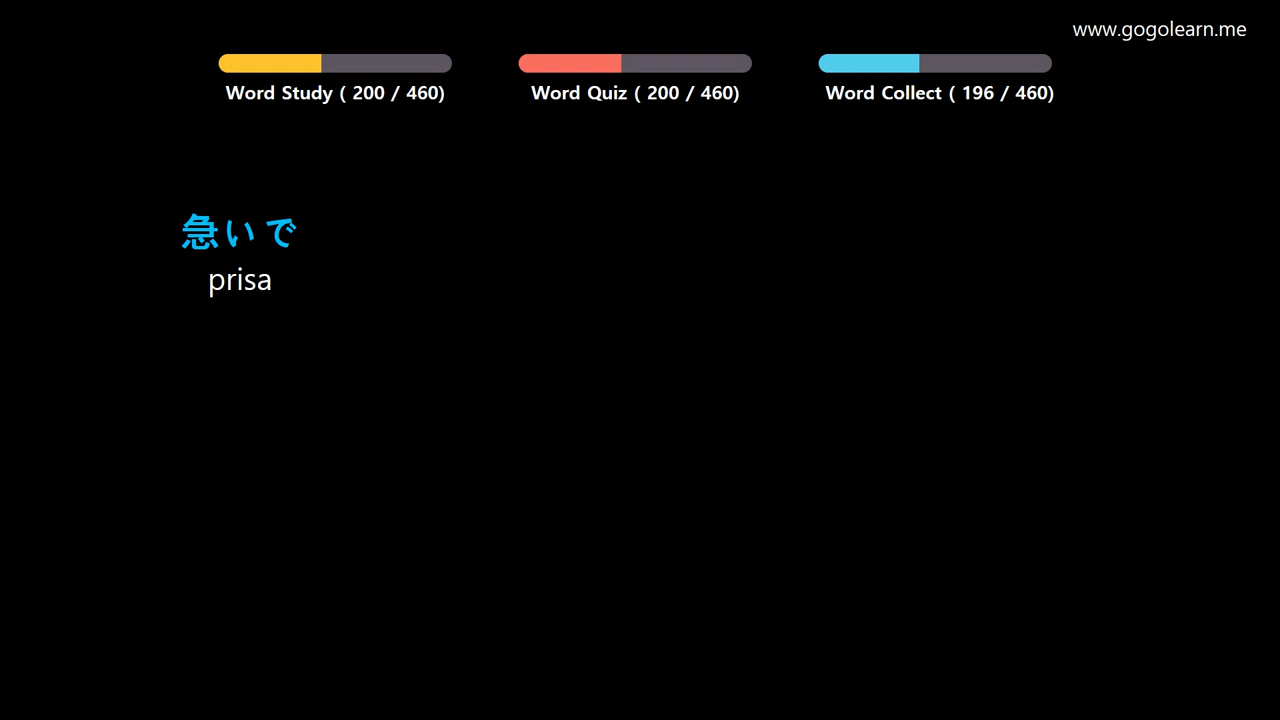 www.gogolearn.me
Word Study ( 200 / 460)
Word Quiz ( 200 / 460)
Word Collect ( 196 / 460)
急いで
prisa